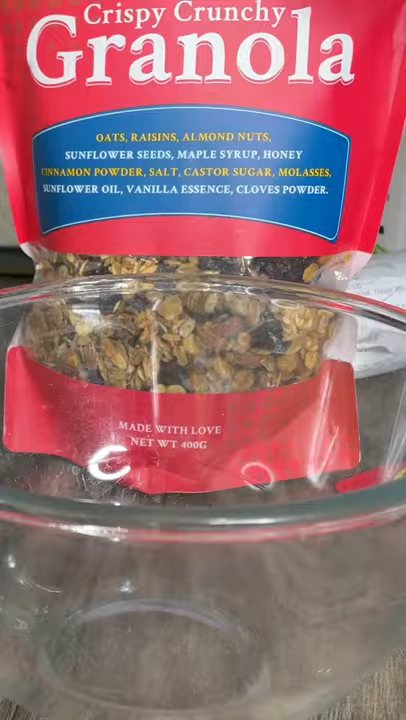 Crispy Crunchy
Granola
OATS, RAISINS, ALMOND NUTS,
SUNFLOWER SEEDS, MAPLE SYRUP, HONEY
CINNAMON POWDER, SALT, CASTOR SUGAR, MOLASSES,
SUNFLOWER OIL, VANILLA ESSENCE, CLOVES POWDER.
MADE WITH LOVE
NET WT 400G